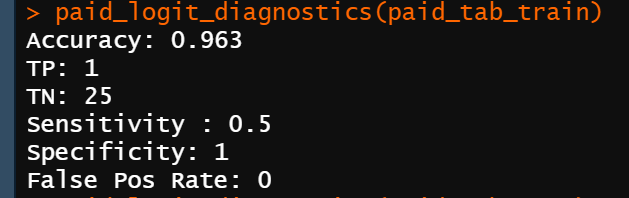 > paid_logit_diagnostics(paid_tab_train)
Accuracy: 0.963
TP: 1
TN: 25
Sensitivity : 0.5
Specificity: 1
False Pos Rate: 0